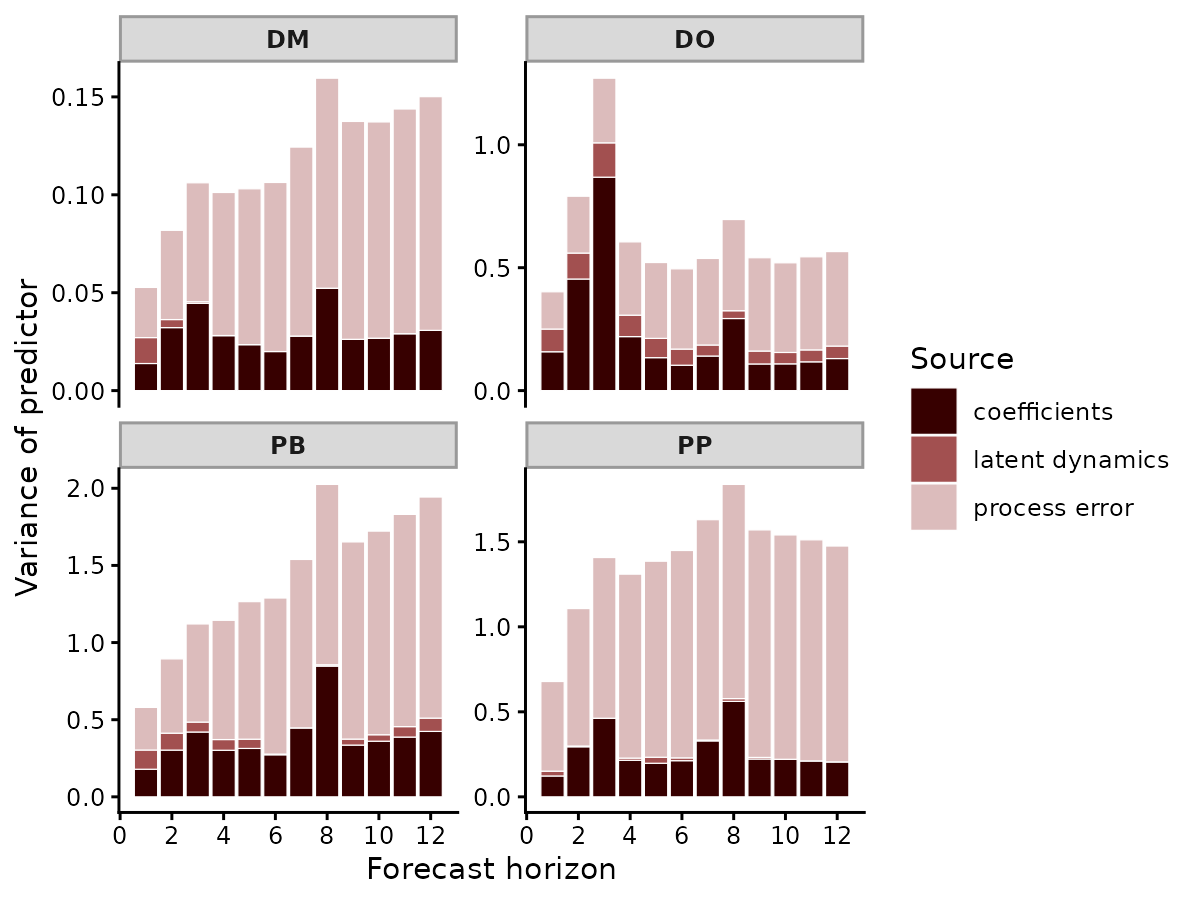 DM
DO
0.15
0.10
0.05
0.00
1.0
0.5
0.0
PB
PP
2.0
1.5
1.0
0.5
0.0
1.5
1.0
0.5
0.0
0 2 4 6 8 10 12
0 2 4 6 8 10 12
Forecast horizon
Variance of predictor
Source
coefficients
latent dynamics
process error